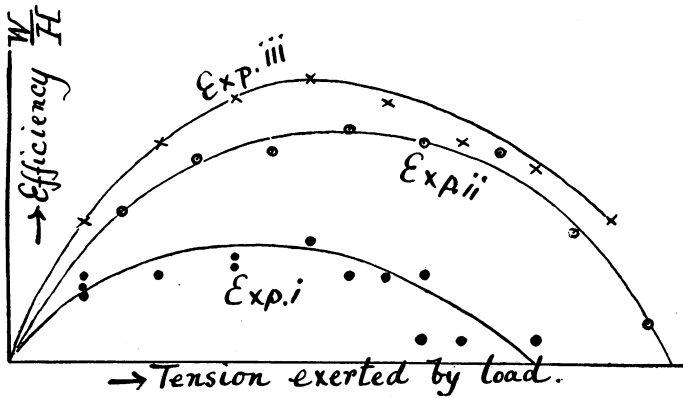 W/H
→ Efficiency
Exp. iii
Exp. ii
Exp. i
→ Tension exerted by load.